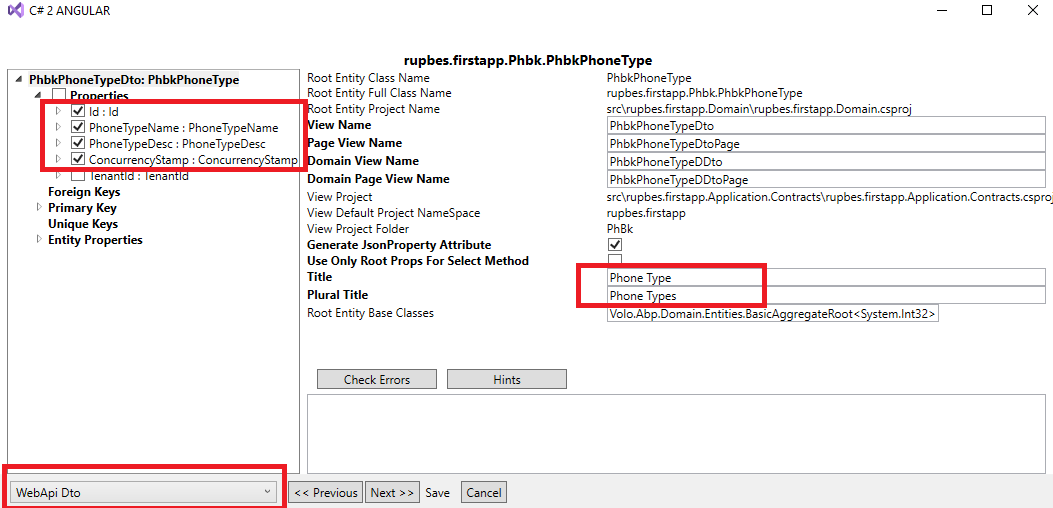 C# 2 ANGULAR
rupbes.firstapp.Phbk.PhbkPhoneType
PhbkPhoneTypeDto: PhbkPhoneType
Properties
Id : Id
PhoneTypeName : PhoneTypeName
PhoneTypeDesc : PhoneTypeDesc
ConcurrencyStamp : ConcurrencyStamp
TenantId : TenantId
Foreign Keys
Primary Key
Unique Keys
Entity Properties
Root Entity Class Name PhbkPhoneType
Root Entity Full Class Name rupbes.firstapp.Phbk.PhbkPhoneType
Root Entity Project Name src\rupbes.firstapp.Domain\rupbes.firstapp.Domain.csproj
View Name PhbkPhoneTypeDto
Page View Name PhbkPhoneTypeDtoPage
Domain View Name PhbkPhoneTypeDDto
Domain Page View Name PhbkPhoneTypeDDtoPage
View Project src\rupbes.firstapp.Application.Contracts\rupbes.firstapp.Application.Contracts.csproj
View Default Project NameSpace rupbes.firstapp
View Project Folder PhBk
Generate JsonProperty Attribute
Use Only Root Props For Select Method
Title Phone Type
Plural Title Phone Types
Root Entity Base Classes Volo.Abp.Domain.Entities.BasicAggregateRoot<System.Int32>
Check Errors Hints
WebApi Dto << Previous Next >> Save Cancel